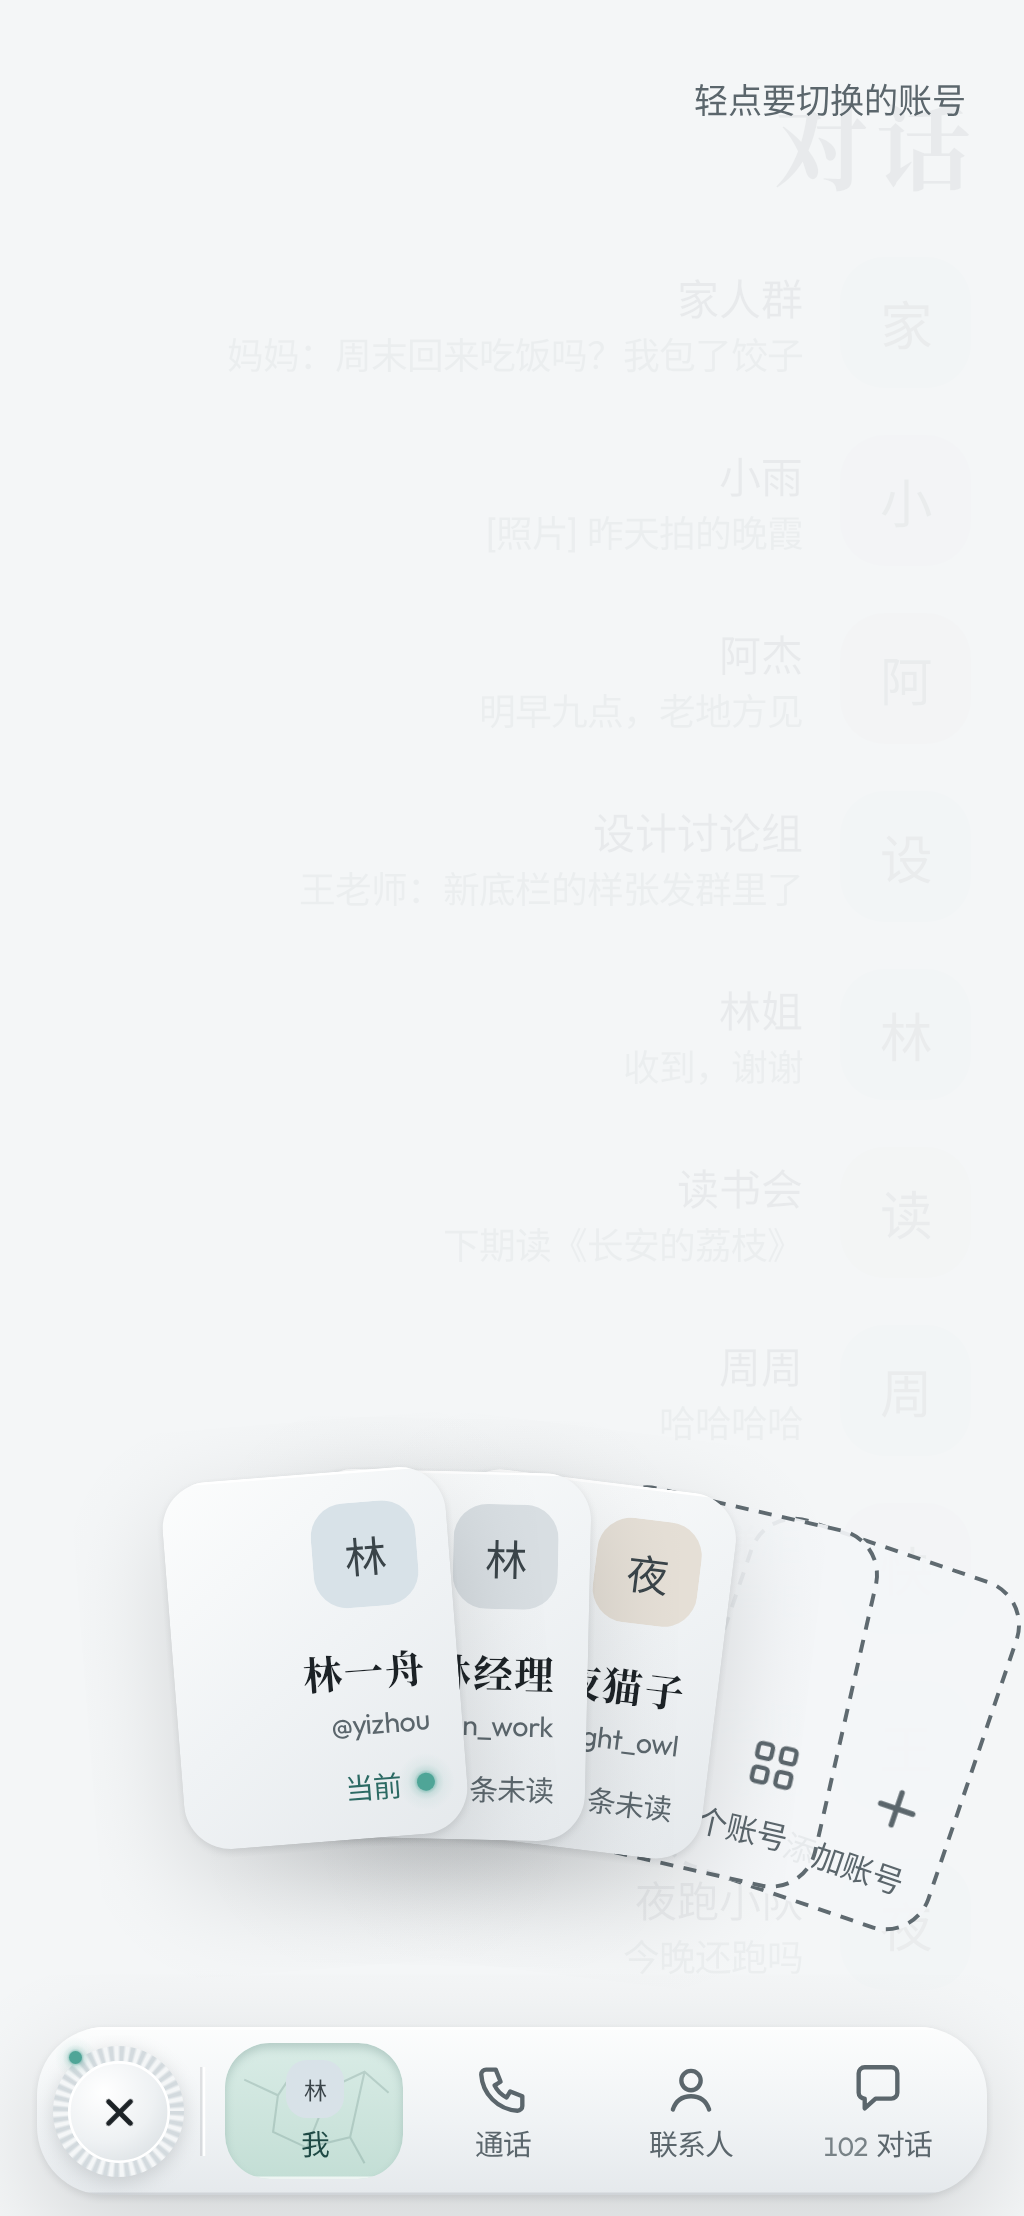 轻点要切换的账号
对话
家人群
家
妈妈：周末回来吃饭吗？我包了饺子
小雨
小
[照片] 昨天拍的晚霞
阿杰
阿
明早九点，老地方见
设计讨论组
设
王老师：新底栏的样张发群里了
林姐
林
收到，谢谢
读书会
读
下期读《长安的荔枝》
周周
周
哈哈哈哈
林
林一舟
@yizhou
当前
林
经理
n_work
条未读
夜
猫子
ght_owl
条未读
个账号
添加账号
夜跑小队
夜
今晚还跑吗
林
我
通话
联系人
102 对话